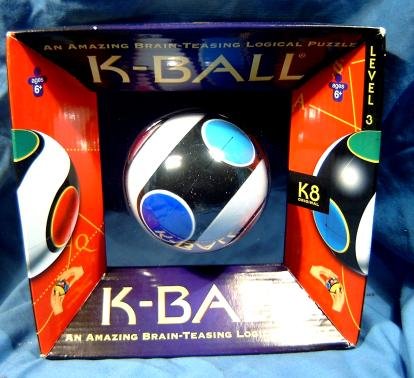 AN AMAZING BRAIN-TEASING LOGICAL PUZZLE
K-BALL®
LEVEL 3
ages
6+
ages
6+
K8
ORIGINAL
K-BALL
K-BA
AN AMAZING BRAIN-TEASING